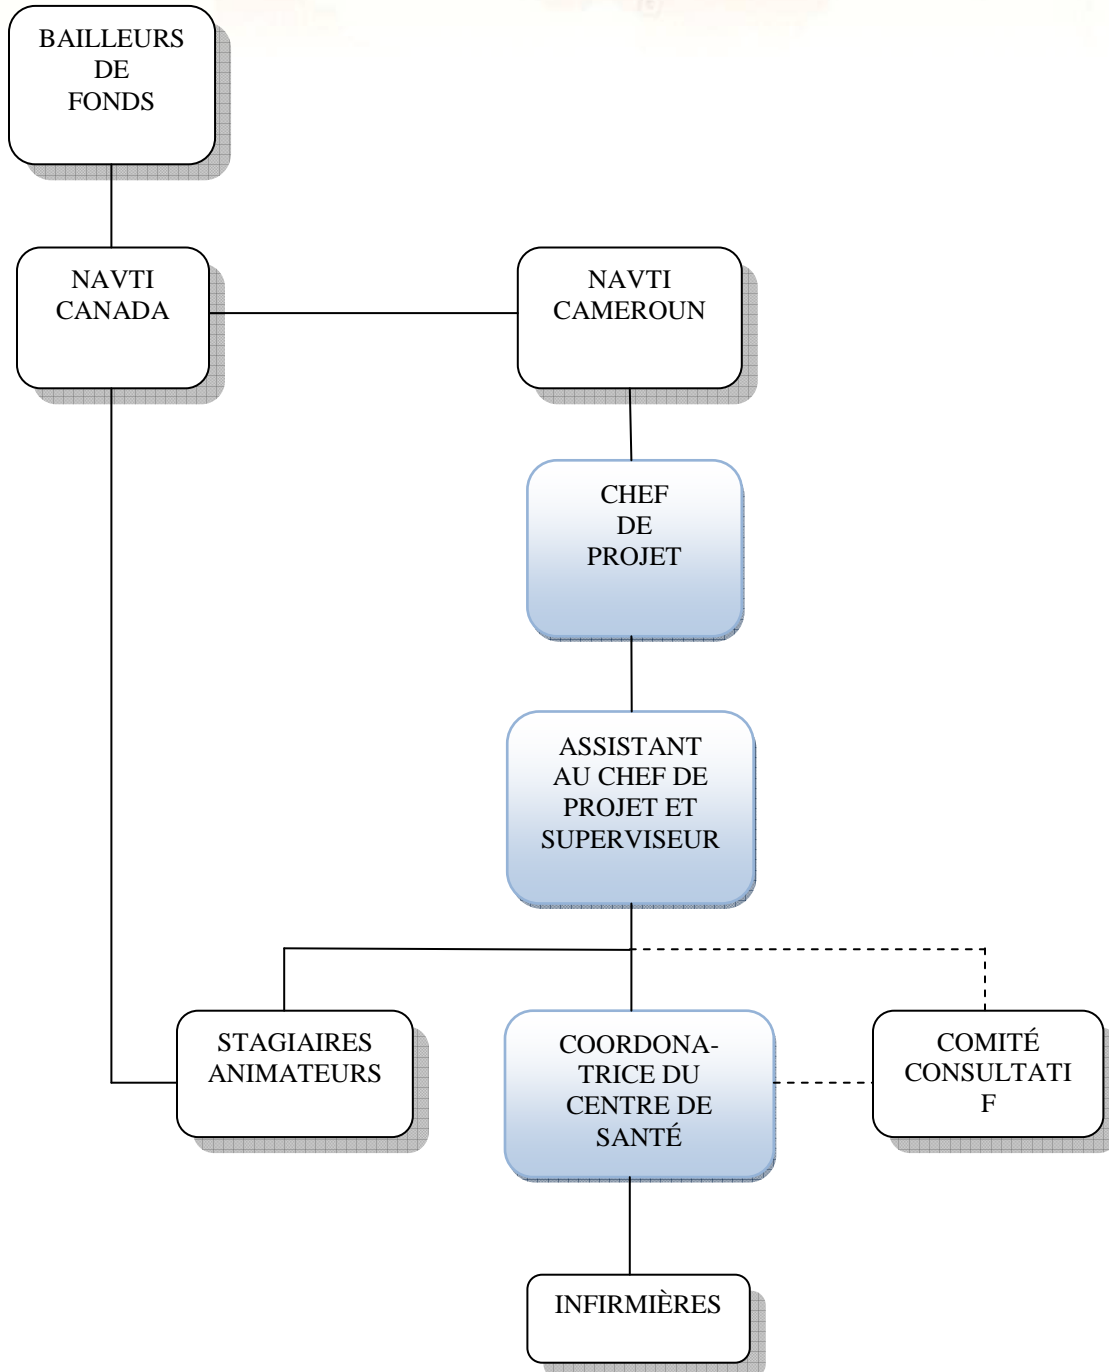 BAILLEURS
DE
FONDS
NAVTI
CANADA
NAVTI
CAMEROUN
CHEF
DE
PROJET
ASSISTANT
AU CHEF DE
PROJET ET
SUPERVISEUR
STAGIAIRES
ANIMATEURS
COORDONA-
TRICE DU
CENTRE DE
SANTÉ
COMITÉ
CONSULTATI
F
INFIRMIÈRES